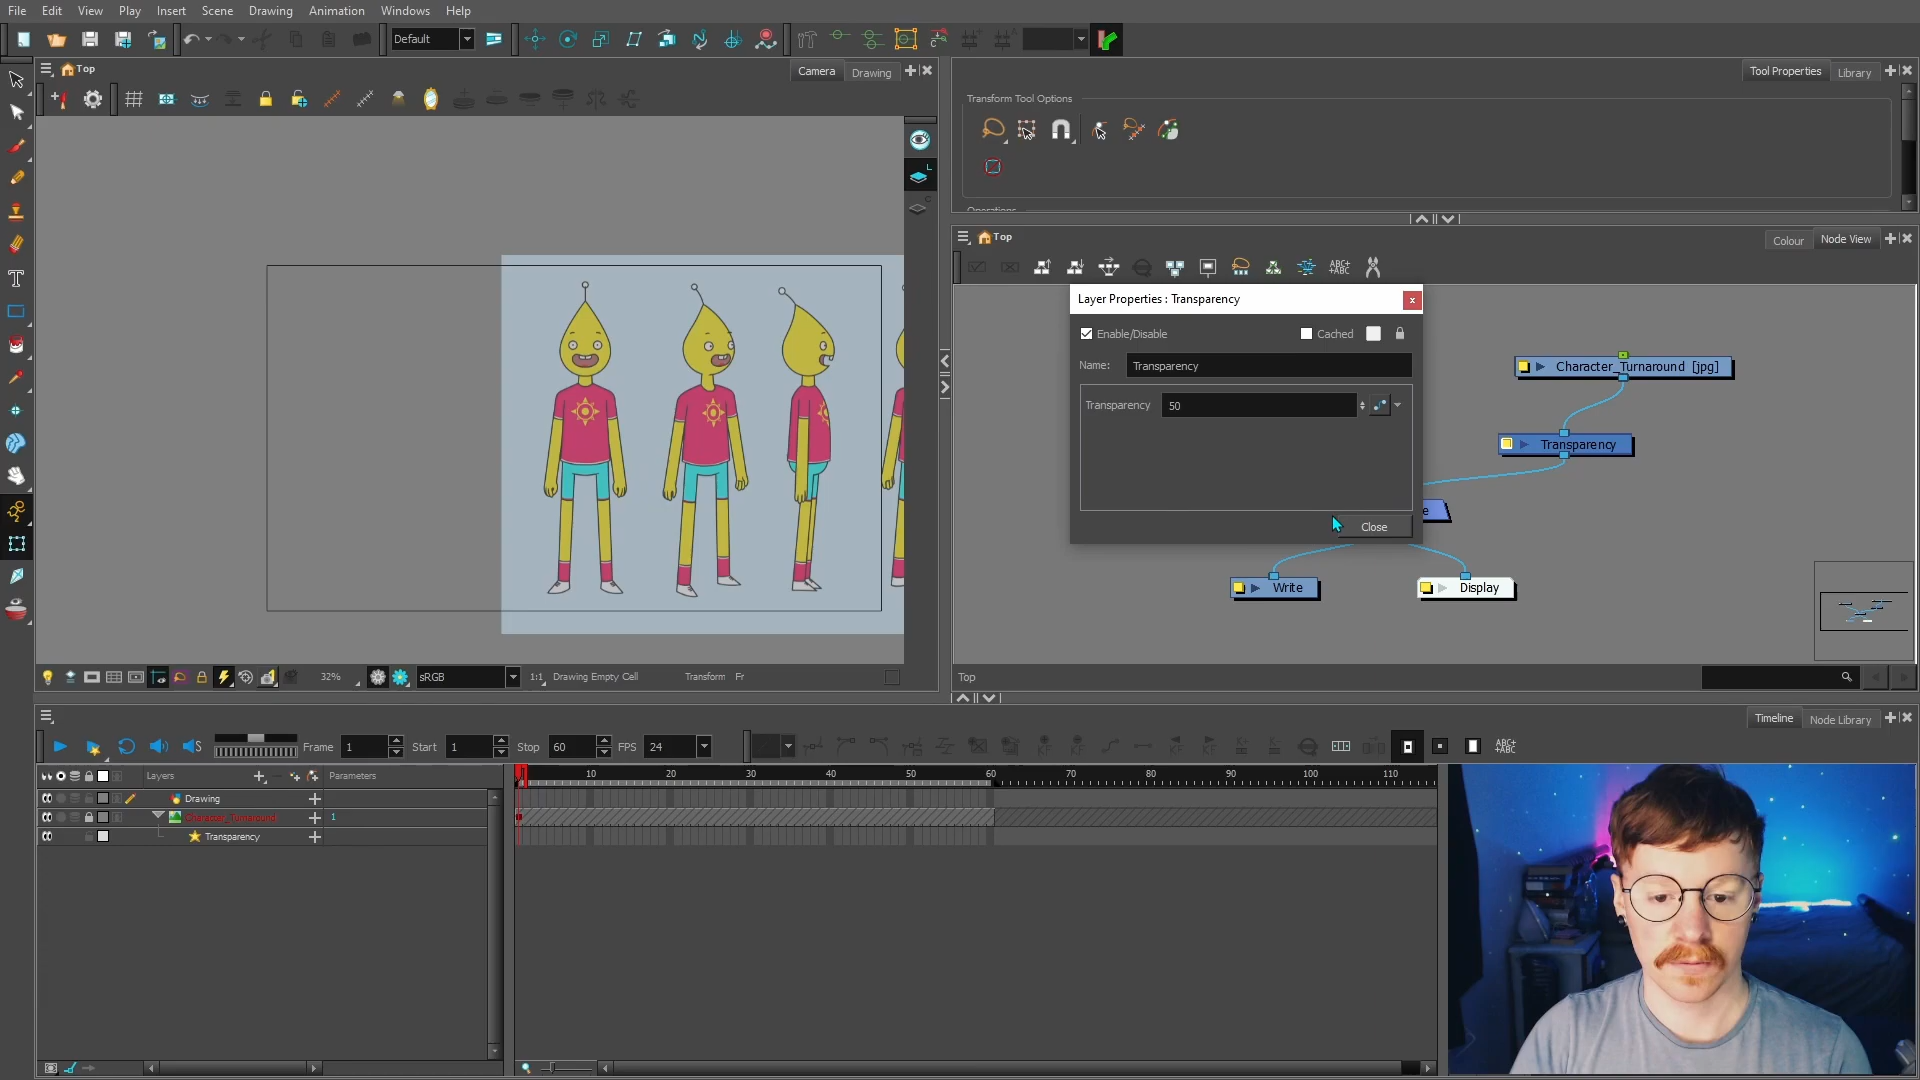 File Edit View Play Insert Scene Drawing Animation Windows Help
Default
Top
Camera Drawing
Tool Properties Library
Transform Tool Options
Top
Colour Node View
Layer Properties : Transparency
Enable/Disable Cached
Name: Transparency
Transparency 50
Close
Character_Turnaround [jpg]
Transparency
Write
Display
32% sRGB 1:1 Drawing Empty Cell Transform Fr
Top
Timeline Node Library
Frame 1 Start 1 Stop 60 FPS 24
Layers Parameters
10 20 30 40 50 60 70 80 90 100 110
Drawing
Character_Turnaround 1
Transparency